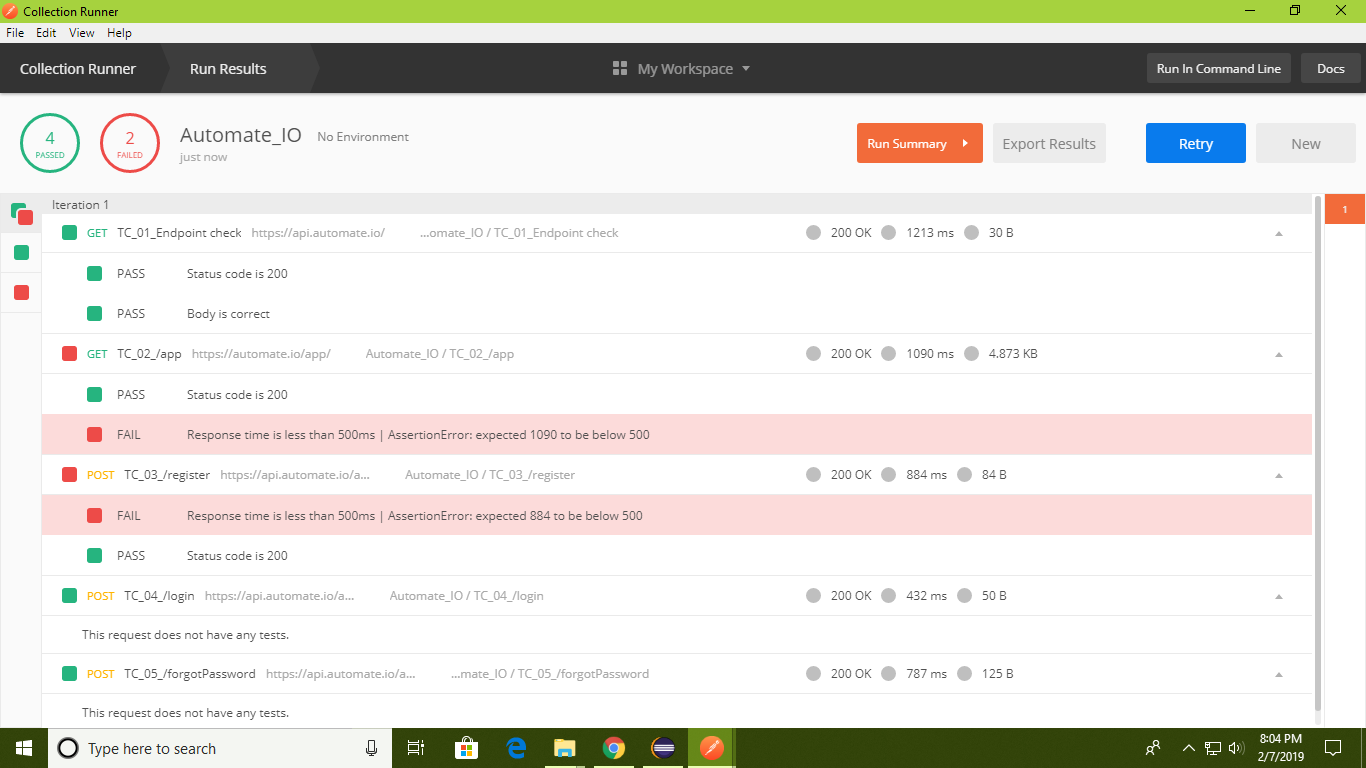 Collection Runner
File Edit View Help
Collection Runner Run Results My Workspace Run In Command Line Docs
4 PASSED 2 FAILED Automate_IO No Environment
just now
Run Summary Export Results Retry New
Iteration 1
1
GET TC_01_Endpoint check https://api.automate.io/ ...omate_IO / TC_01_Endpoint check 200 OK 1213 ms 30 B
PASS Status code is 200
PASS Body is correct
GET TC_02_/app https://automate.io/app/ Automate_IO / TC_02_/app 200 OK 1090 ms 4.873 KB
PASS Status code is 200
FAIL Response time is less than 500ms | AssertionError: expected 1090 to be below 500
POST TC_03_/register https://api.automate.io/a... Automate_IO / TC_03_/register 200 OK 884 ms 84 B
FAIL Response time is less than 500ms | AssertionError: expected 884 to be below 500
PASS Status code is 200
POST TC_04_/login https://api.automate.io/a... Automate_IO / TC_04_/login 200 OK 432 ms 50 B
This request does not have any tests.
POST TC_05_/forgotPassword https://api.automate.io/a... ...mate_IO / TC_05_/forgotPassword 200 OK 787 ms 125 B
This request does not have any tests.
Type here to search
8:04 PM
2/7/2019